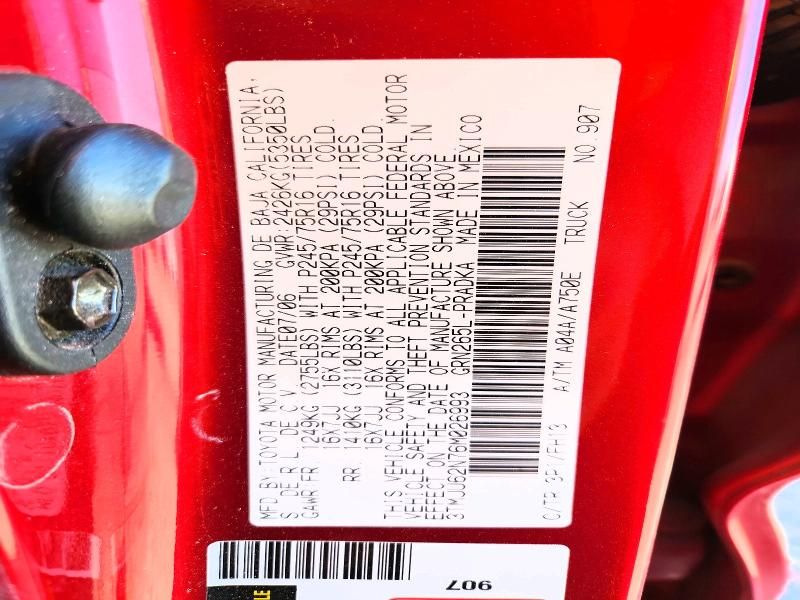 MFD. BY: TOYOTA MOTOR MANUFACTURING DE BAJA CALIFORNIA,
S DE R L DE C V DATE07/06 GVWR:2426KG(5350LBS)
GAWR FR 1249KG (2755LBS) WITH P245/75R16 TIRES
16X7JJ 16X RIMS AT 200KPA (29PSI) COLD.
RR. 1410KG (3110LBS) WITH P245/75R16 TIRES
16X7JJ 16X RIMS AT 200KPA (29PSI) COLD
THIS VEHICLE CONFORMS TO ALL APPLICABLE FEDERAL MOTOR
VEHICLE SAFETY AND THEFT PREVENTION STANDARDS IN
EFFECT ON THE DATE OF MANUFACTURE SHOWN ABOVE.
3TMJU62N76M026993 GRN265L-PRADKA MADE IN MEXICO
C/TR /FH13 A/TM A04A/A750E TRUCK NO.907
907